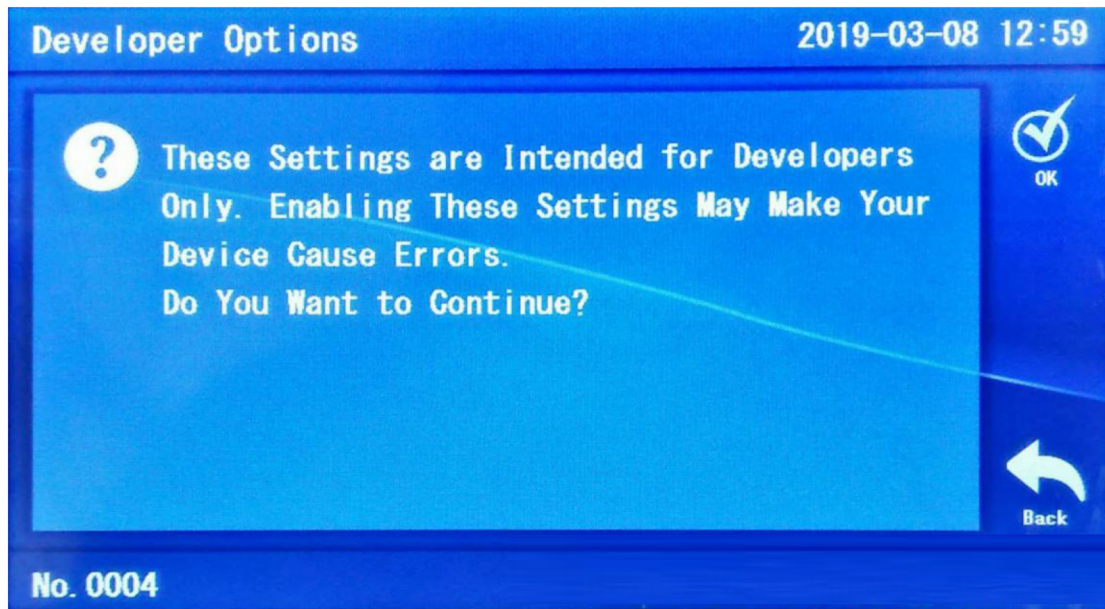 Developer Options
2019-03-08 12:59
?
These Settings are Intended for Developers
Only. Enabling These Settings May Make Your
Device Cause Errors.
Do You Want to Continue?
OK
Back
No. 0004